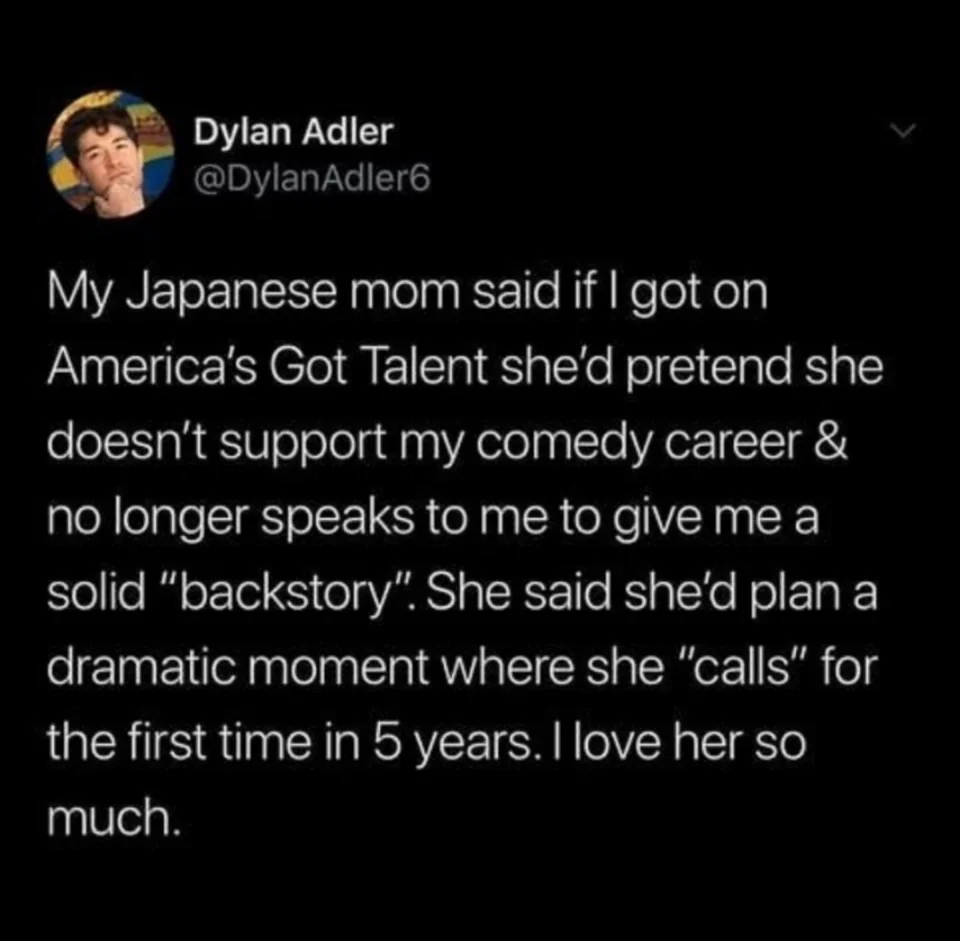 Dylan Adler
@DylanAdler6
My Japanese mom said if I got on
America's Got Talent she'd pretend she
doesn't support my comedy career &
no longer speaks to me to give me a
solid "backstory". She said she'd plan a
dramatic moment where she "calls" for
the first time in 5 years. I love her so
much.